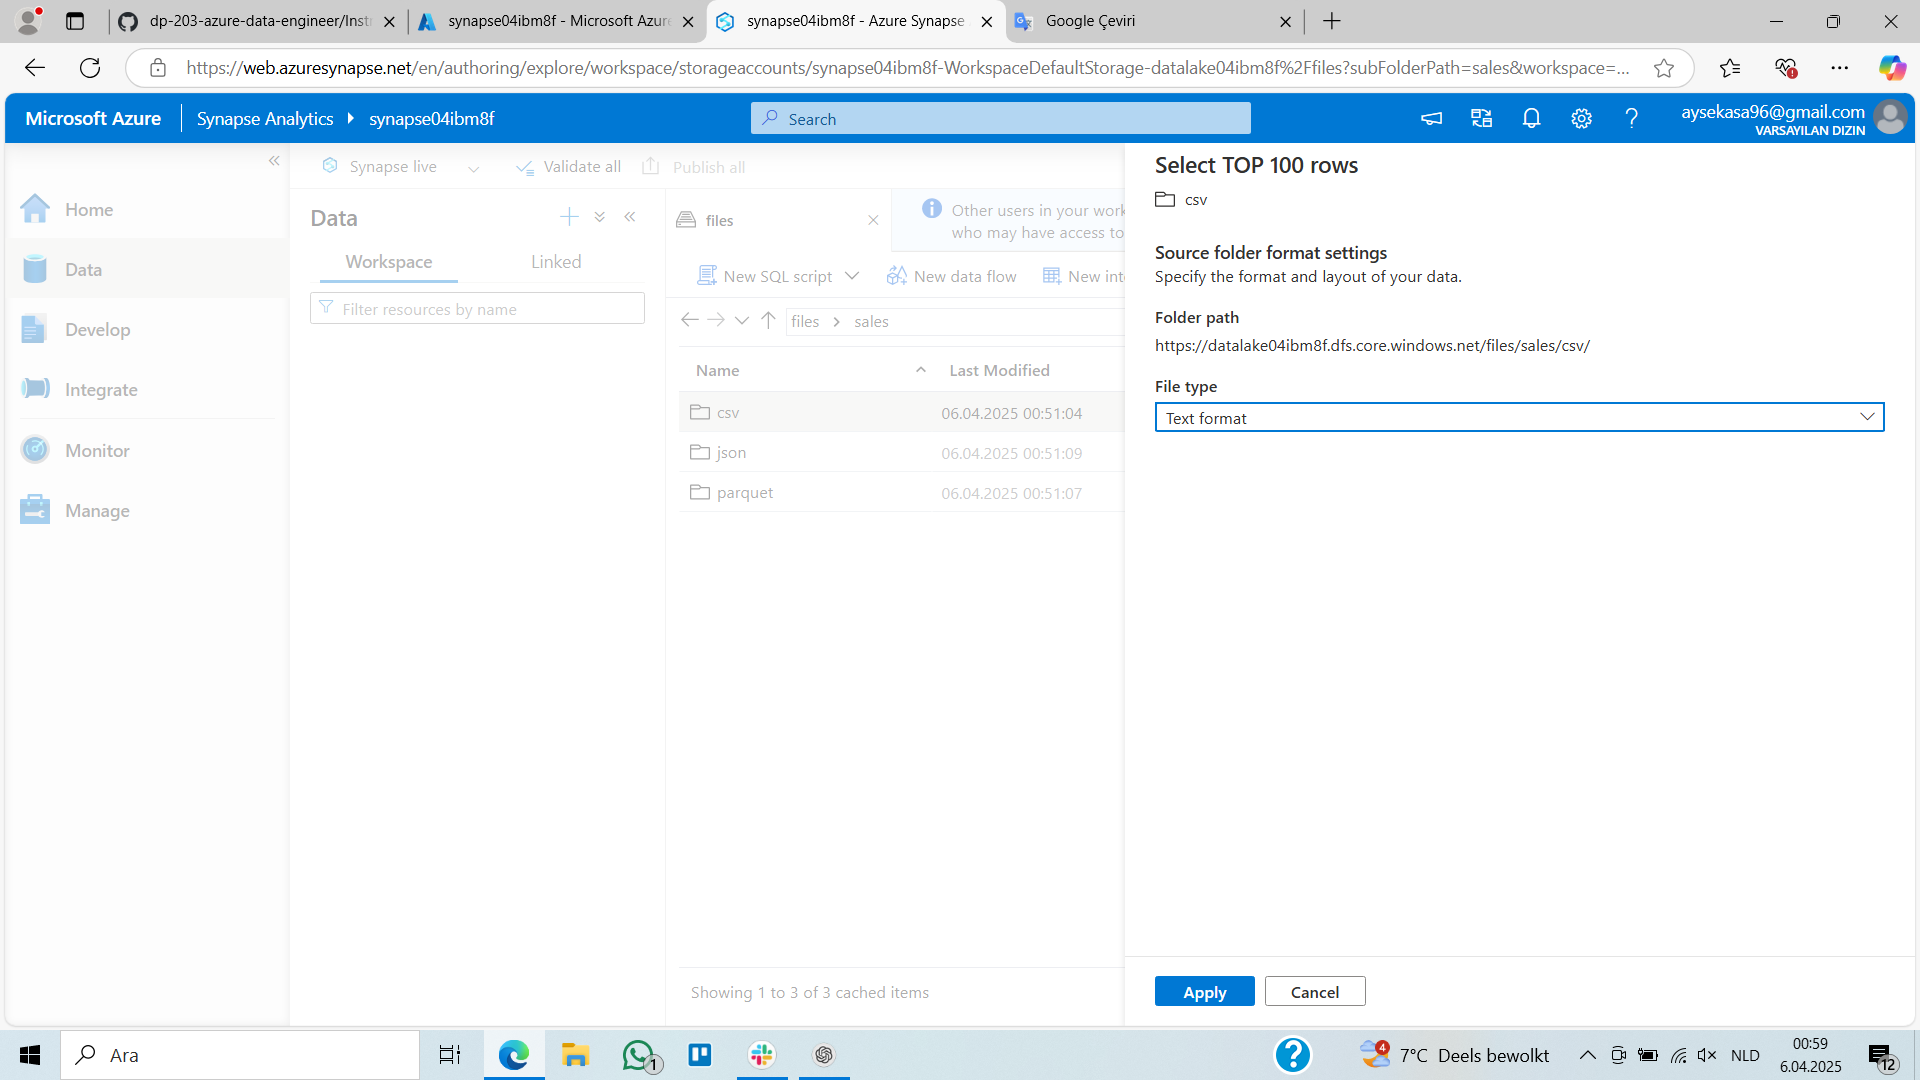 dp-203-azure-data-engineer/Inst
synapse04ibm8f - Microsoft Azure
synapse04ibm8f - Azure Synapse
Google Çeviri
https://web.azuresynapse.net/en/authoring/explore/workspace/storageaccounts/synapse04ibm8f-WorkspaceDefaultStorage-datalake04ibm8f%2Ffiles?subFolderPath=sales&workspace=...
Microsoft Azure
Synapse Analytics
synapse04ibm8f
Search
aysekasa96@gmail.com
VARSAYILAN DIZIN
Home
Data
Develop
Integrate
Monitor
Manage
Synapse live
Validate all
Publish all
Data
Workspace
Linked
Filter resources by name
files
Other users in your work
who may have access to
New SQL script
New data flow
New int
files
sales
Name
Last Modified
csv
06.04.2025 00:51:04
json
06.04.2025 00:51:09
parquet
06.04.2025 00:51:07
Showing 1 to 3 of 3 cached items
Select TOP 100 rows
csv
Source folder format settings
Specify the format and layout of your data.
Folder path
https://datalake04ibm8f.dfs.core.windows.net/files/sales/csv/
File type
Text format
Apply
Cancel
Ara
1
4
7°C Deels bewolkt
NLD
00:59
6.04.2025
12